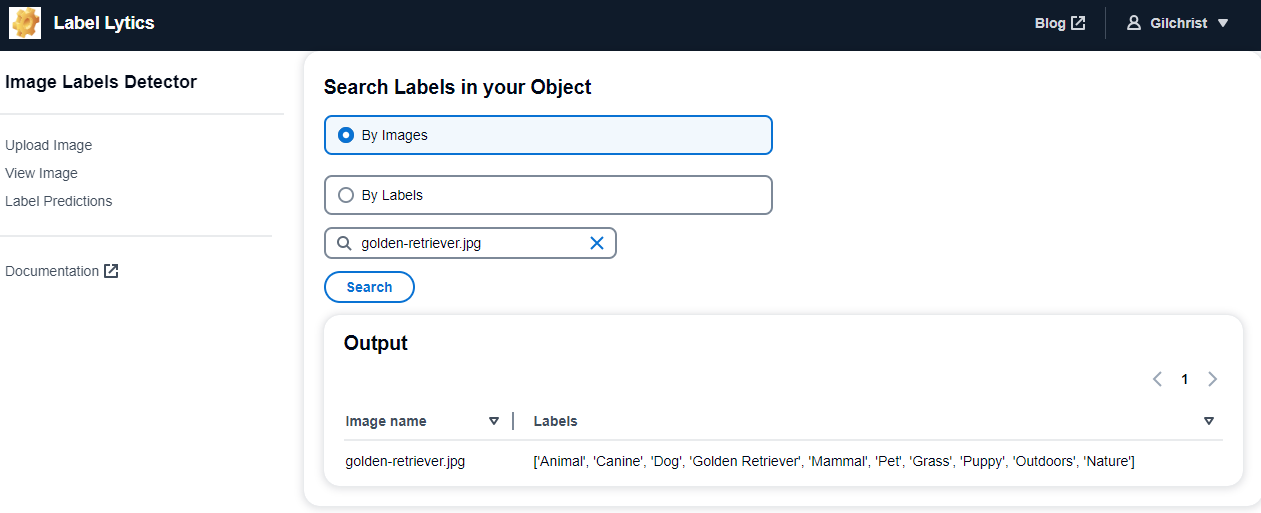 Label Lytics
Blog
Gilchrist
Image Labels Detector
Upload Image
View Image
Label Predictions
Documentation
Search Labels in your Object
By Images
By Labels
golden-retriever.jpg
Search
Output
1
Image name Labels
golden-retriever.jpg ['Animal', 'Canine', 'Dog', 'Golden Retriever', 'Mammal', 'Pet', 'Grass', 'Puppy', 'Outdoors', 'Nature']